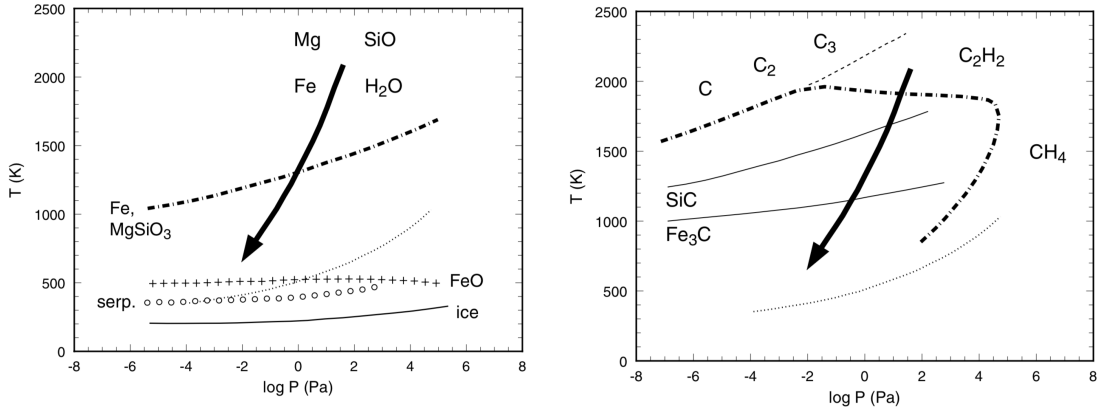 2500
2000
1500
1000
500
0
T (K)
Mg SiO
Fe H₂O
Fe,
MgSiO₃
FeO
serp.
ice
-8 -6 -4 -2 0 2 4 6 8
log P (Pa)
2500
2000
1500
1000
500
0
T (K)
C₃
C₂
C₂H₂
C
CH₄
SiC
Fe₃C
-8 -6 -4 -2 0 2 4 6 8
log P (Pa)